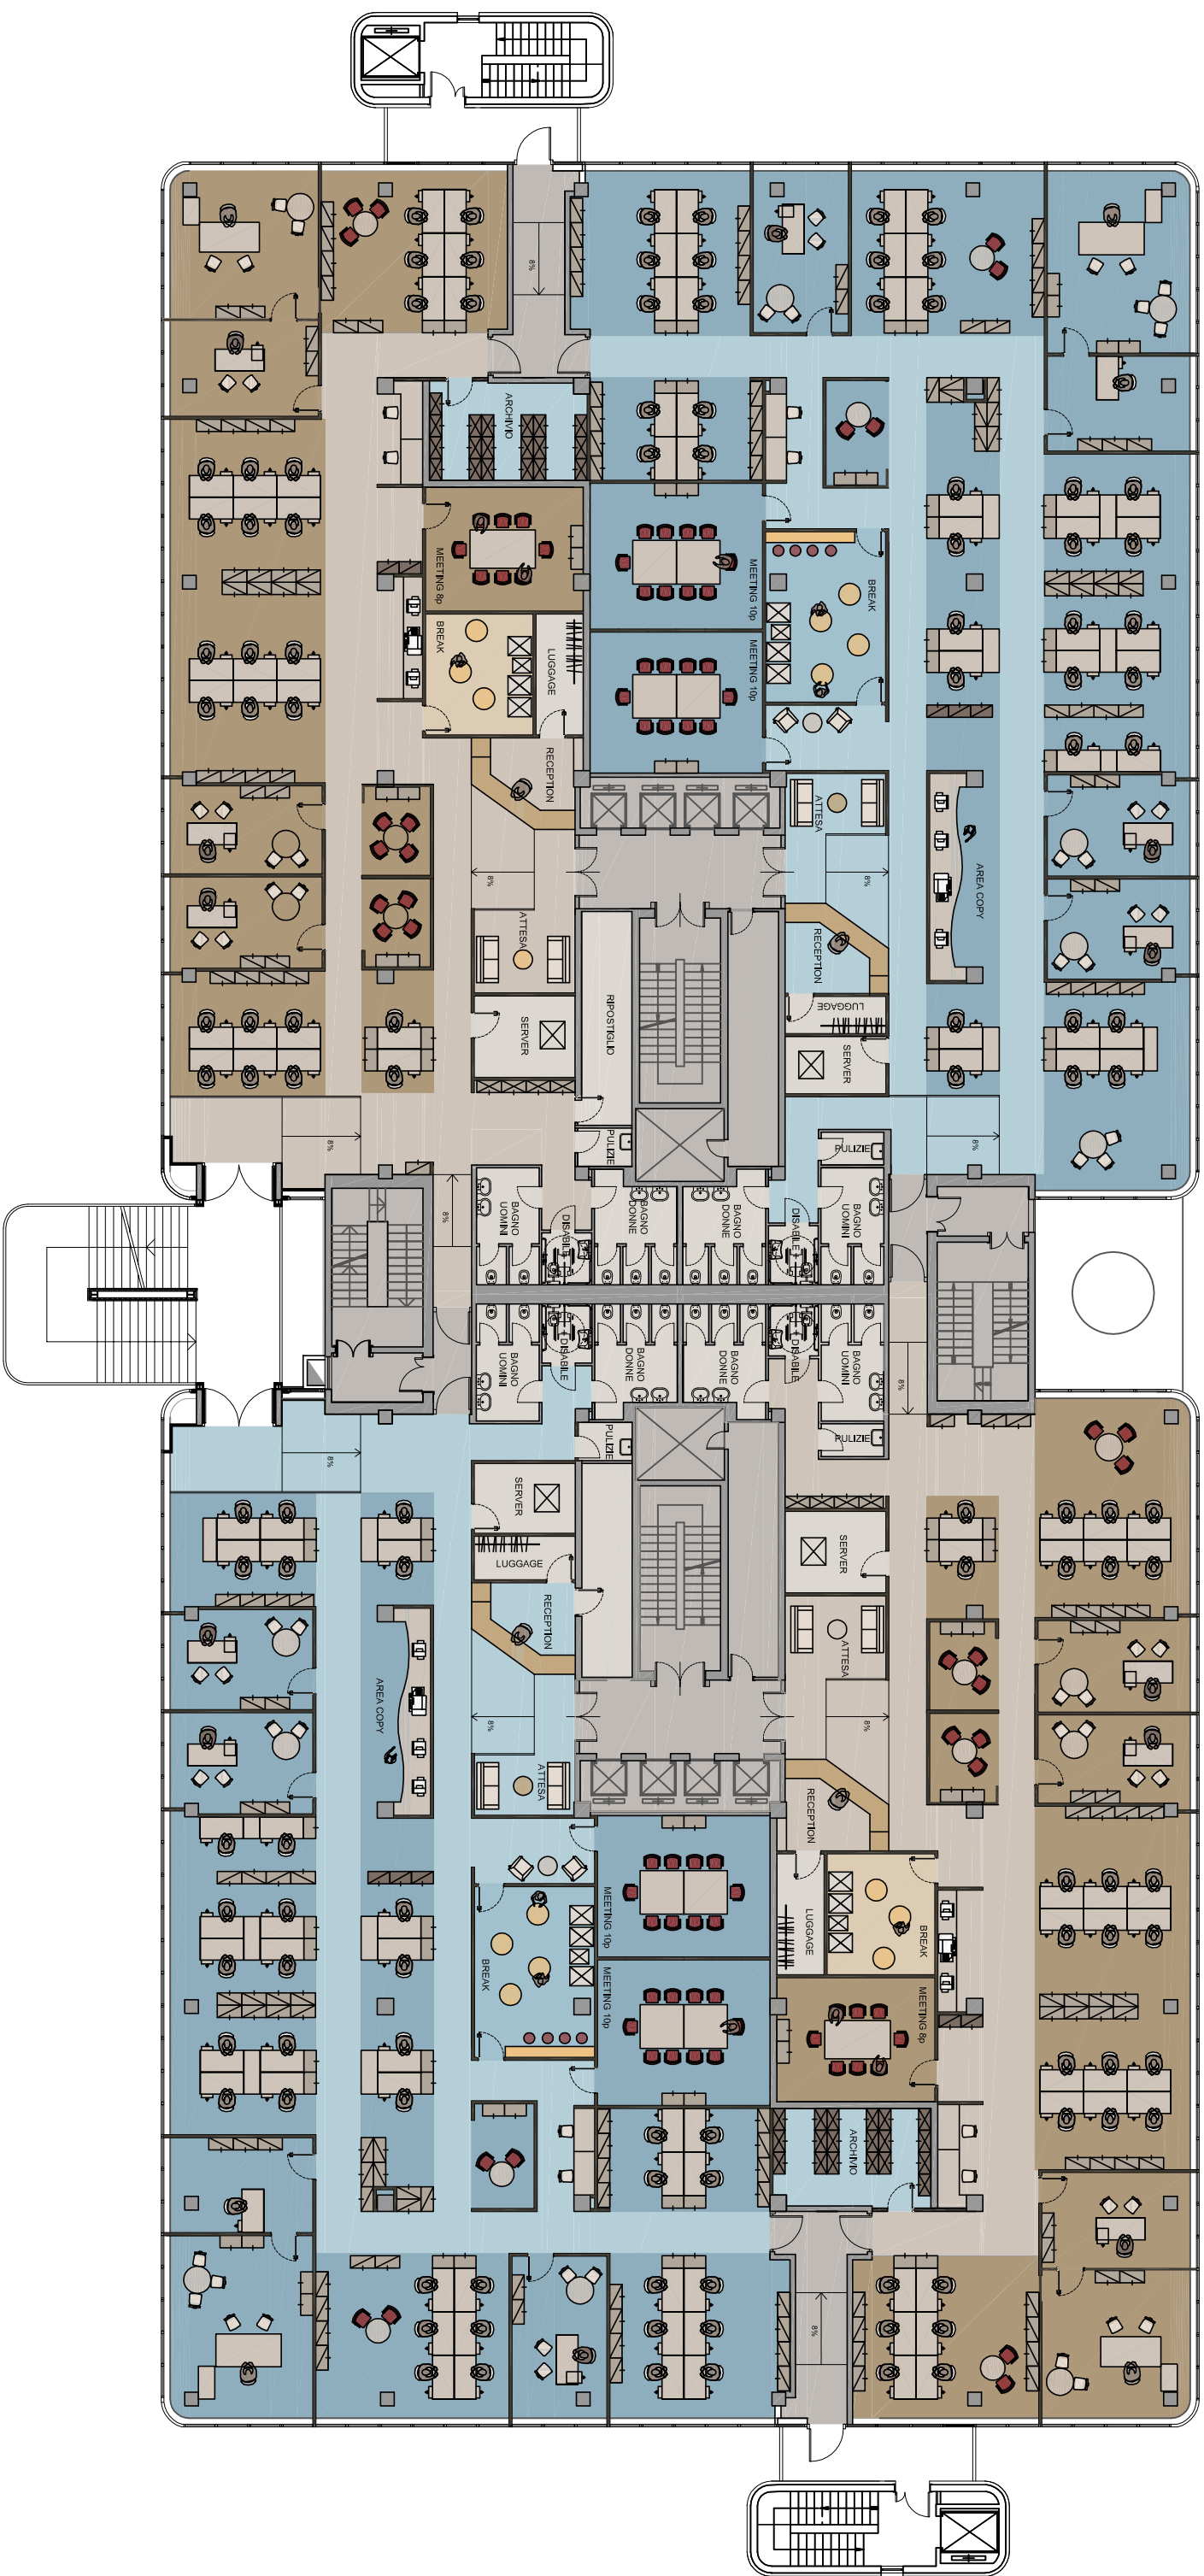 8%
ARCHIVIO
MEETING 8p
MEETING 10p
BREAK
BREAK
LUGGAGE
MEETING 10p
RECEPTION
ATTESA
8%
8%
AREA COPY
ATTESA
RECEPTION
SERVER
RIPOSTIGLIO
LUGGAGE
SERVER
8%
8%
PULIZIE
PULIZIE
8%
BAGNO
UOMINI
DISABILE
BAGNO
DONNE
BAGNO
DONNE
DISABILE
BAGNO
UOMINI
BAGNO
UOMINI
DISABILE
BAGNO
DONNE
BAGNO
DONNE
DISABILE
BAGNO
UOMINI
8%
8%
PULIZIE
PULIZIE
SERVER
SERVER
LUGGAGE
RECEPTION
ATTESA
AREA COPY
8%
8%
ATTESA
RECEPTION
MEETING 10p
LUGGAGE
BREAK
BREAK
MEETING 10p
MEETING 8p
ARCHIVIO
8%